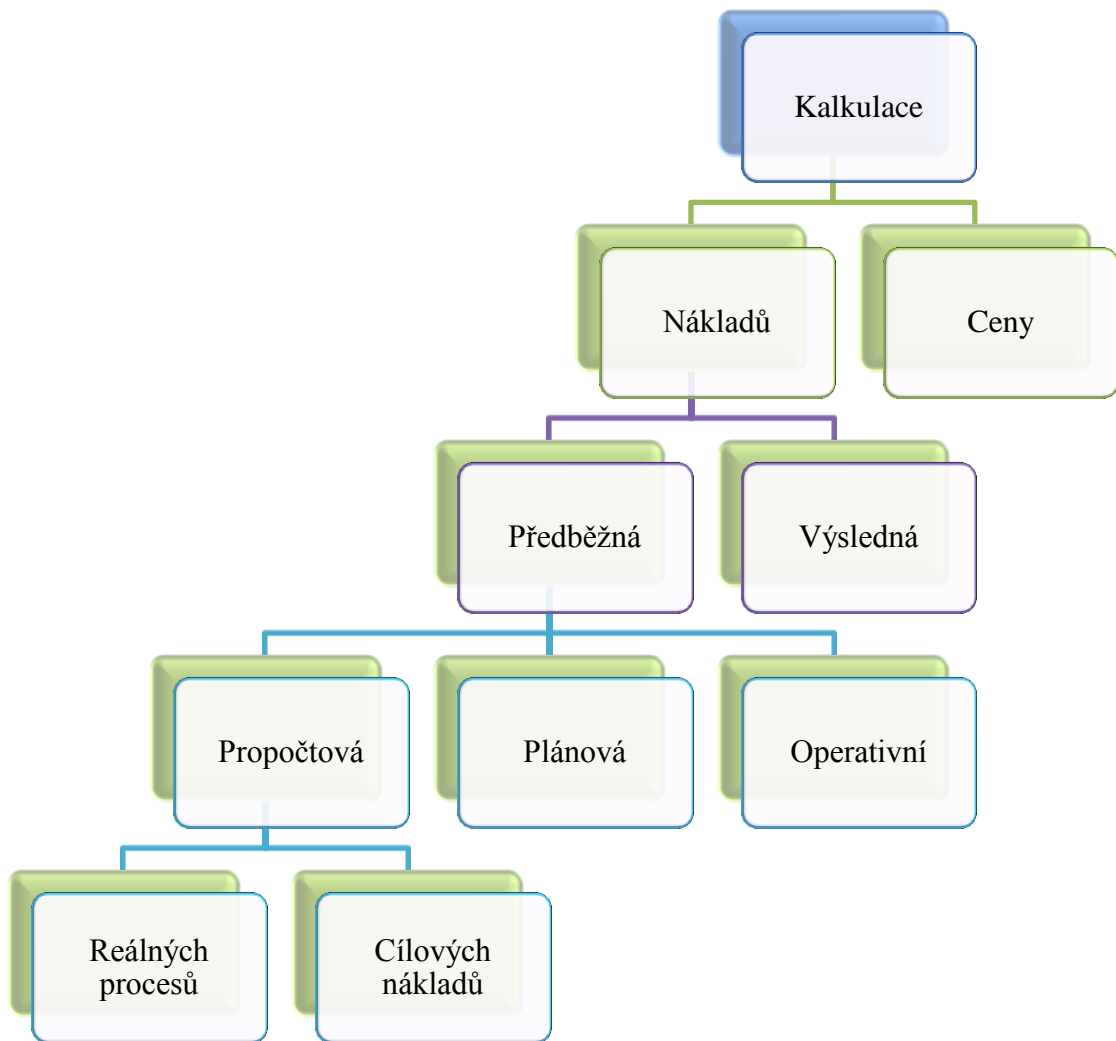 Kalkulace
Nákladů
Ceny
Předběžná
Výsledná
Propočtová
Plánová
Operativní
Reálných
procesů
Cílových
nákladů